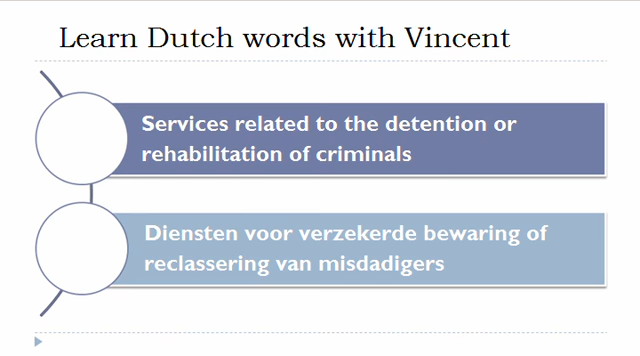 Learn Dutch words with Vincent
Services related to the detention or
rehabilitation of criminals
Diensten voor verzekerde bewaring of
reclassering van misdadigers